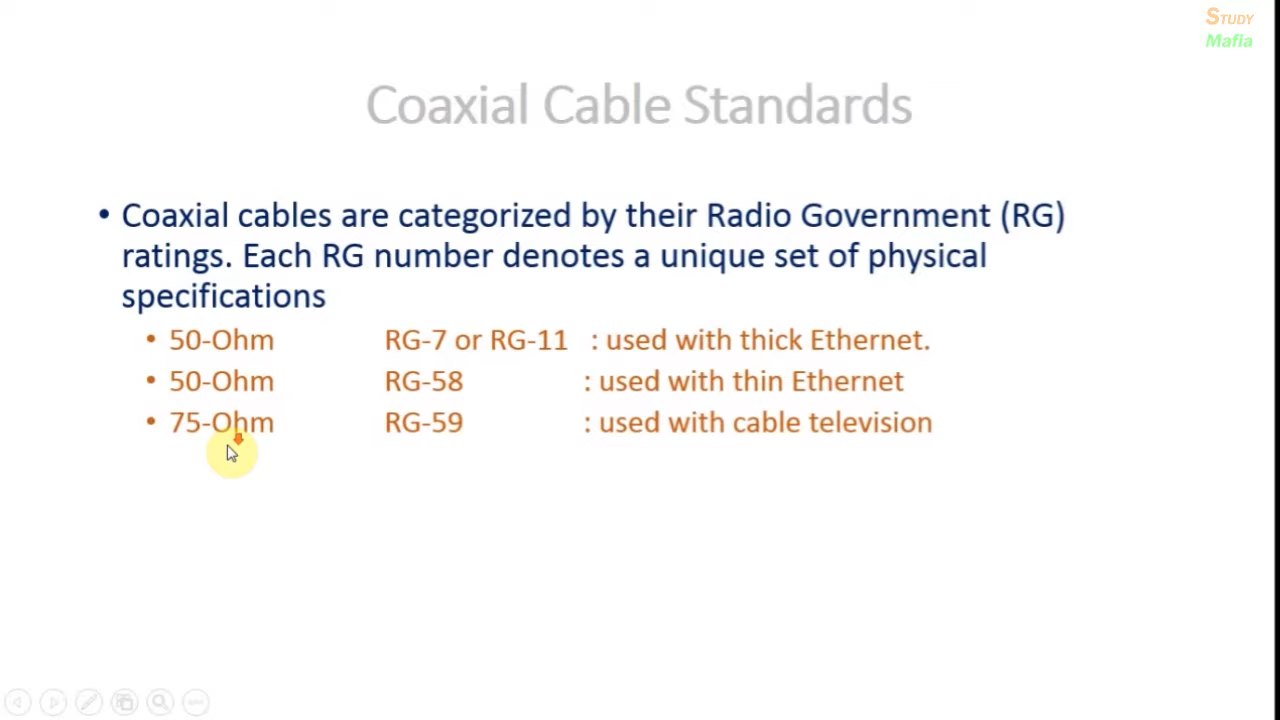 STUDY
Mafia
Coaxial Cable Standards
• Coaxial cables are categorized by their Radio Government (RG)
ratings. Each RG number denotes a unique set of physical
specifications
• 50-Ohm RG-7 or RG-11 : used with thick Ethernet.
• 50-Ohm RG-58 : used with thin Ethernet
• 75-Ohm RG-59 : used with cable television